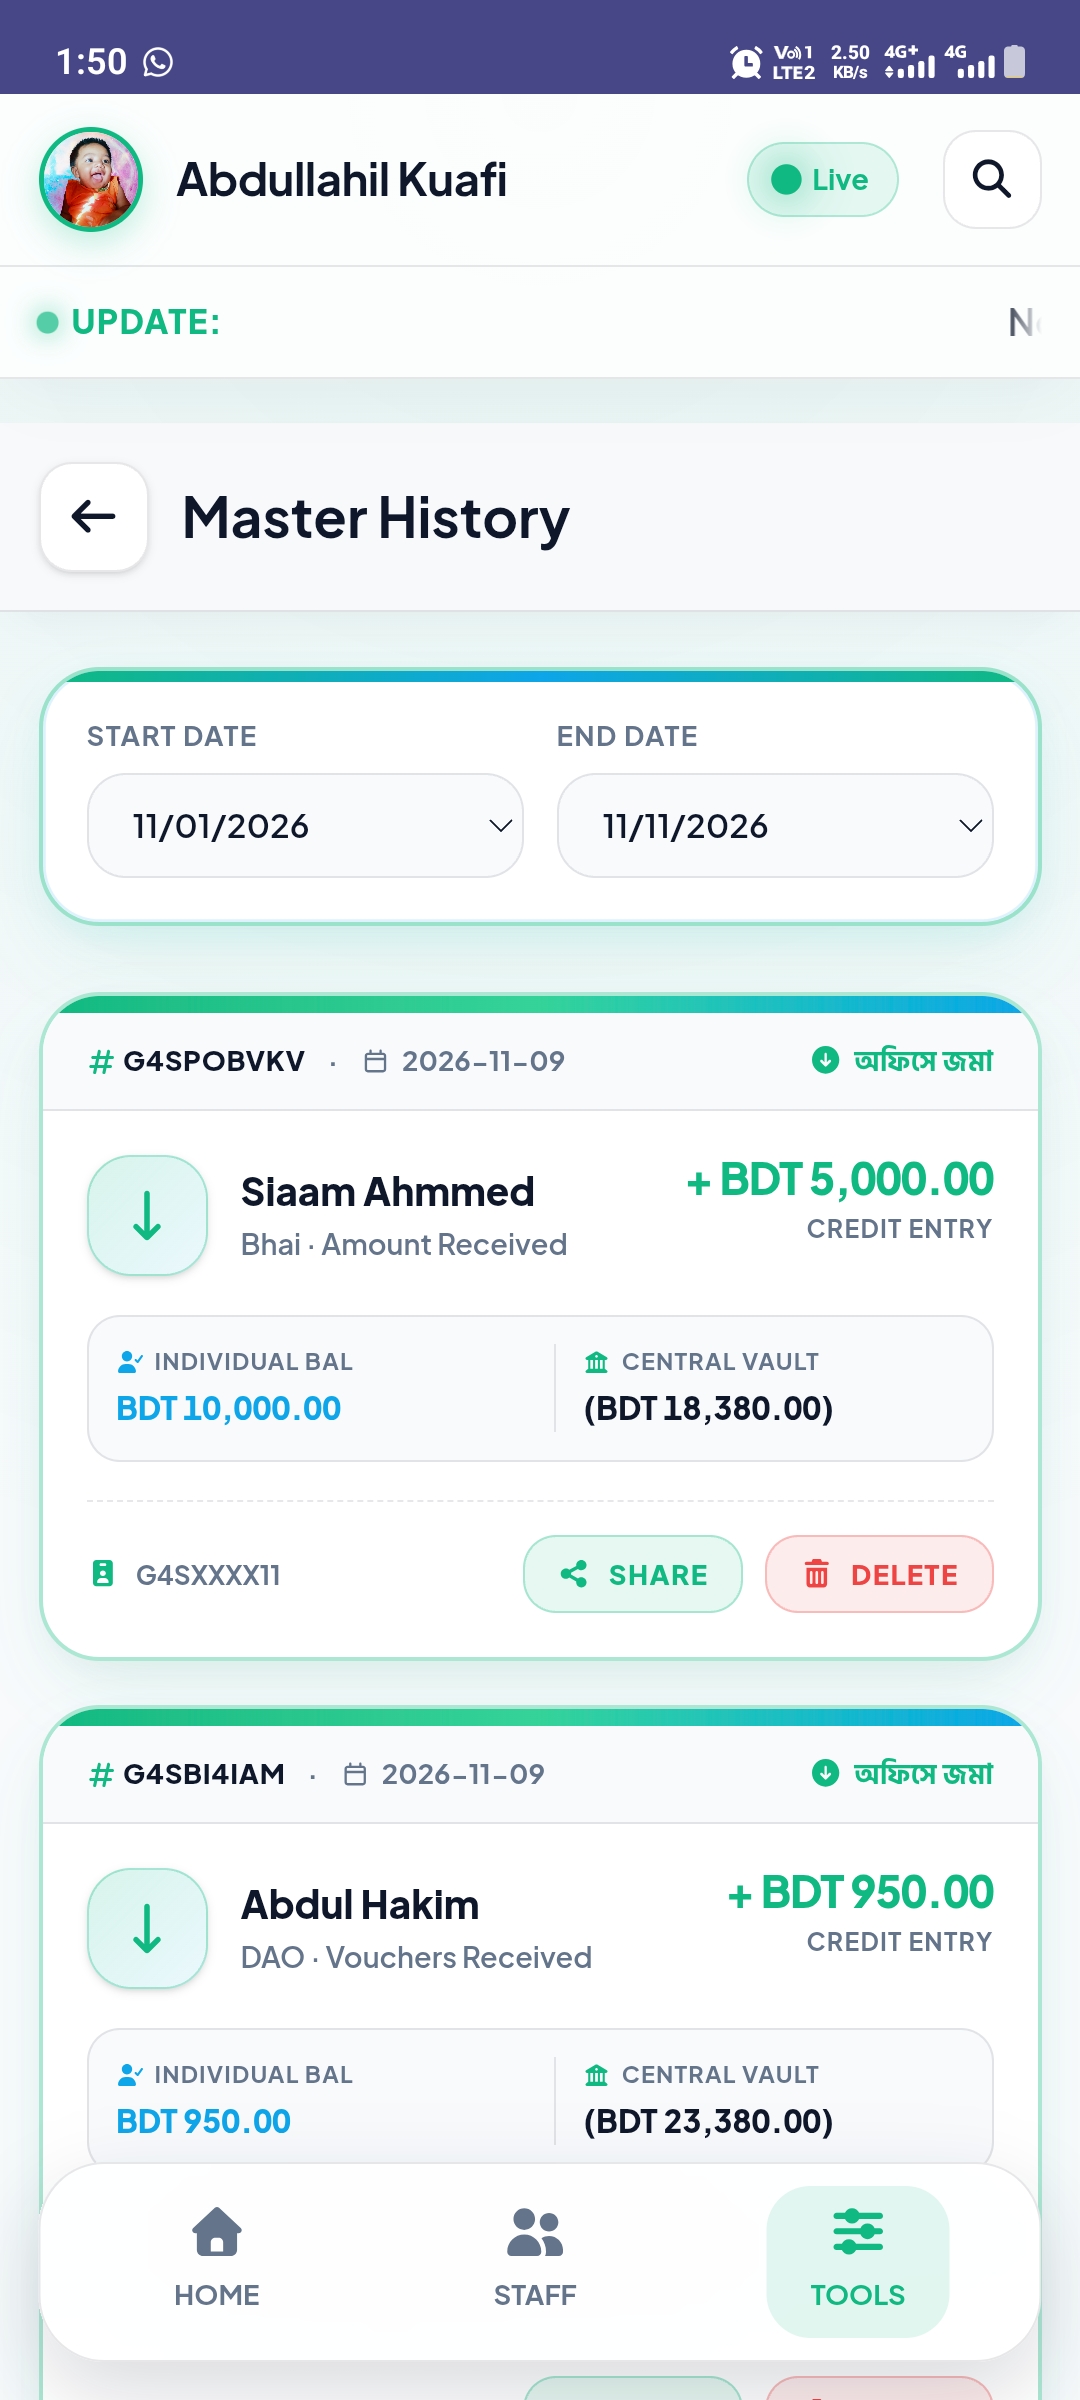 1:50
Vo) 1
LTE2
2.50
KB/s
4G+
4G
Abdullahil Kuafi
Live
UPDATE:
Master History
START DATE
END DATE
11/01/2026
11/11/2026
# G4SPOBVKV · 2026-11-09
অফিসে জমা
Siaam Ahmmed
Bhai · Amount Received
+ BDT 5,000.00
CREDIT ENTRY
INDIVIDUAL BAL
BDT 10,000.00
CENTRAL VAULT
(BDT 18,380.00)
G4SXXXX11
SHARE
DELETE
# G4SBI4IAM · 2026-11-09
অফিসে জমা
Abdul Hakim
DAO · Vouchers Received
+ BDT 950.00
CREDIT ENTRY
INDIVIDUAL BAL
BDT 950.00
CENTRAL VAULT
(BDT 23,380.00)
HOME
STAFF
TOOLS